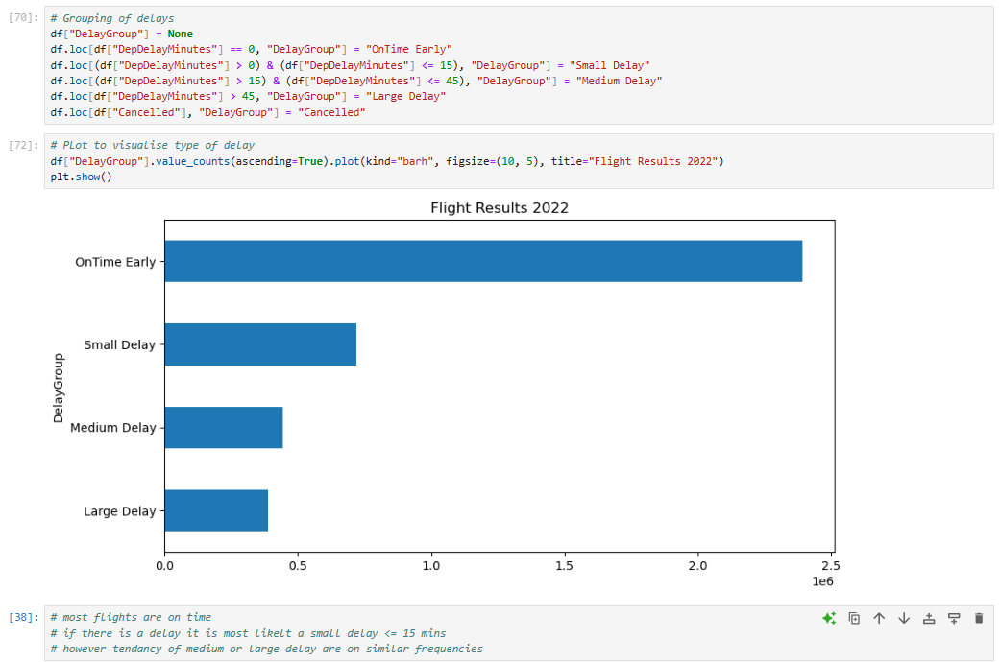 [70]:
# Grouping of delays
df["DelayGroup"] = None
df.loc[df["DepDelayMinutes"] == 0, "DelayGroup"] = "OnTime Early"
df.loc[(df["DepDelayMinutes"] > 0) & (df["DepDelayMinutes"] <= 15), "DelayGroup"] = "Small Delay"
df.loc[(df["DepDelayMinutes"] > 15) & (df["DepDelayMinutes"] <= 45), "DelayGroup"] = "Medium Delay"
df.loc[df["DepDelayMinutes"] > 45, "DelayGroup"] = "Large Delay"
df.loc[df["Cancelled"], "DelayGroup"] = "Cancelled"
[72]:
# Plot to visualise type of delay
df["DelayGroup"].value_counts(ascending=True).plot(kind="barh", figsize=(10, 5), title="Flight Results 2022")
plt.show()
Flight Results 2022
OnTime Early
Small Delay
Medium Delay
Large Delay
DelayGroup
0.0 0.5 1.0 1.5 2.0 2.5
1e6
[38]:
# most flights are on time
# if there is a delay it is most likelt a small delay <= 15 mins
# however tendancy of medium or large delay are on similar frequencies